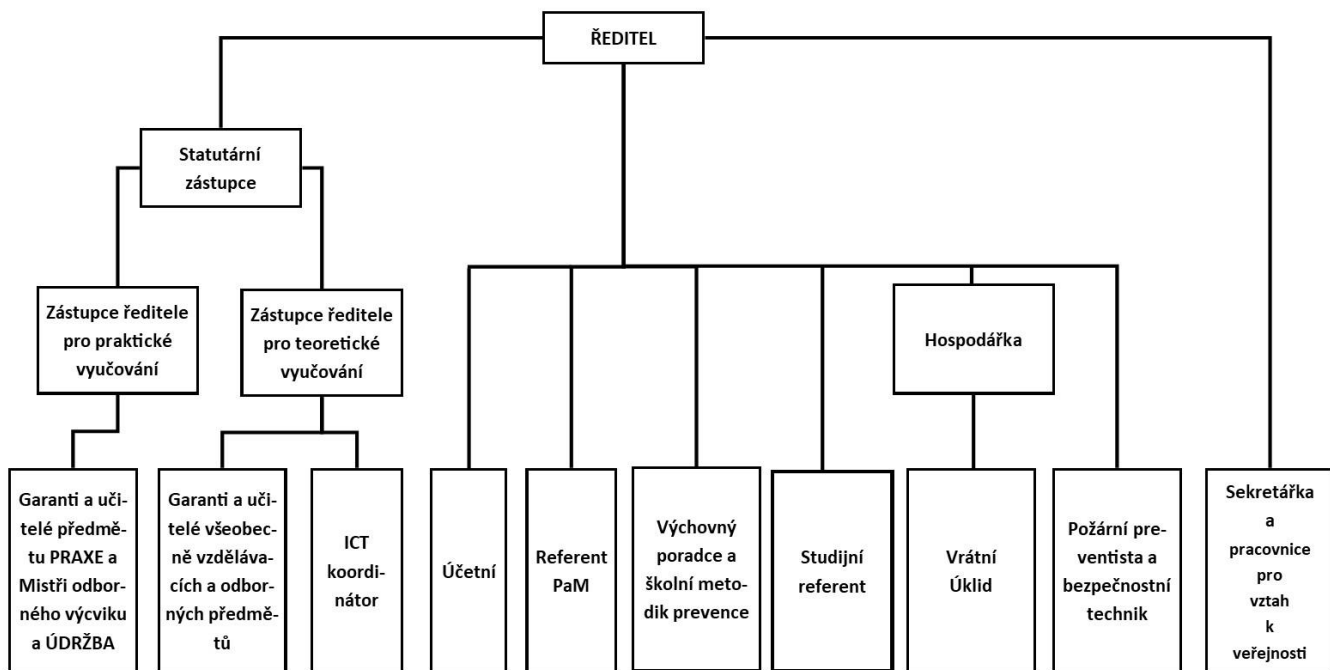 ŘEDITEL
Statutární
zástupce
Zástupce ředitele
pro praktické
vyučování
Zástupce ředitele
pro teoretické
vyučování
Hospodářka
Garanti a uči-
telé předmě-
tu PRAXE a
Mistři odbor-
ného výcviku
a ÚDRŽBA
Garanti a uči-
telé všeobec-
ně vzděláva-
cích a odbor-
ných předmě-
tů
ICT
koordi-
nátor
Účetní
Referent
PaM
Výchovný
poradce a
školní meto-
dik prevence
Studijní
referent
Vrátní
Úklid
Požární pre-
ventista a
bezpečnostní
technik
Sekretářka
a
pracovnice
pro
vztah
k
veřejnosti